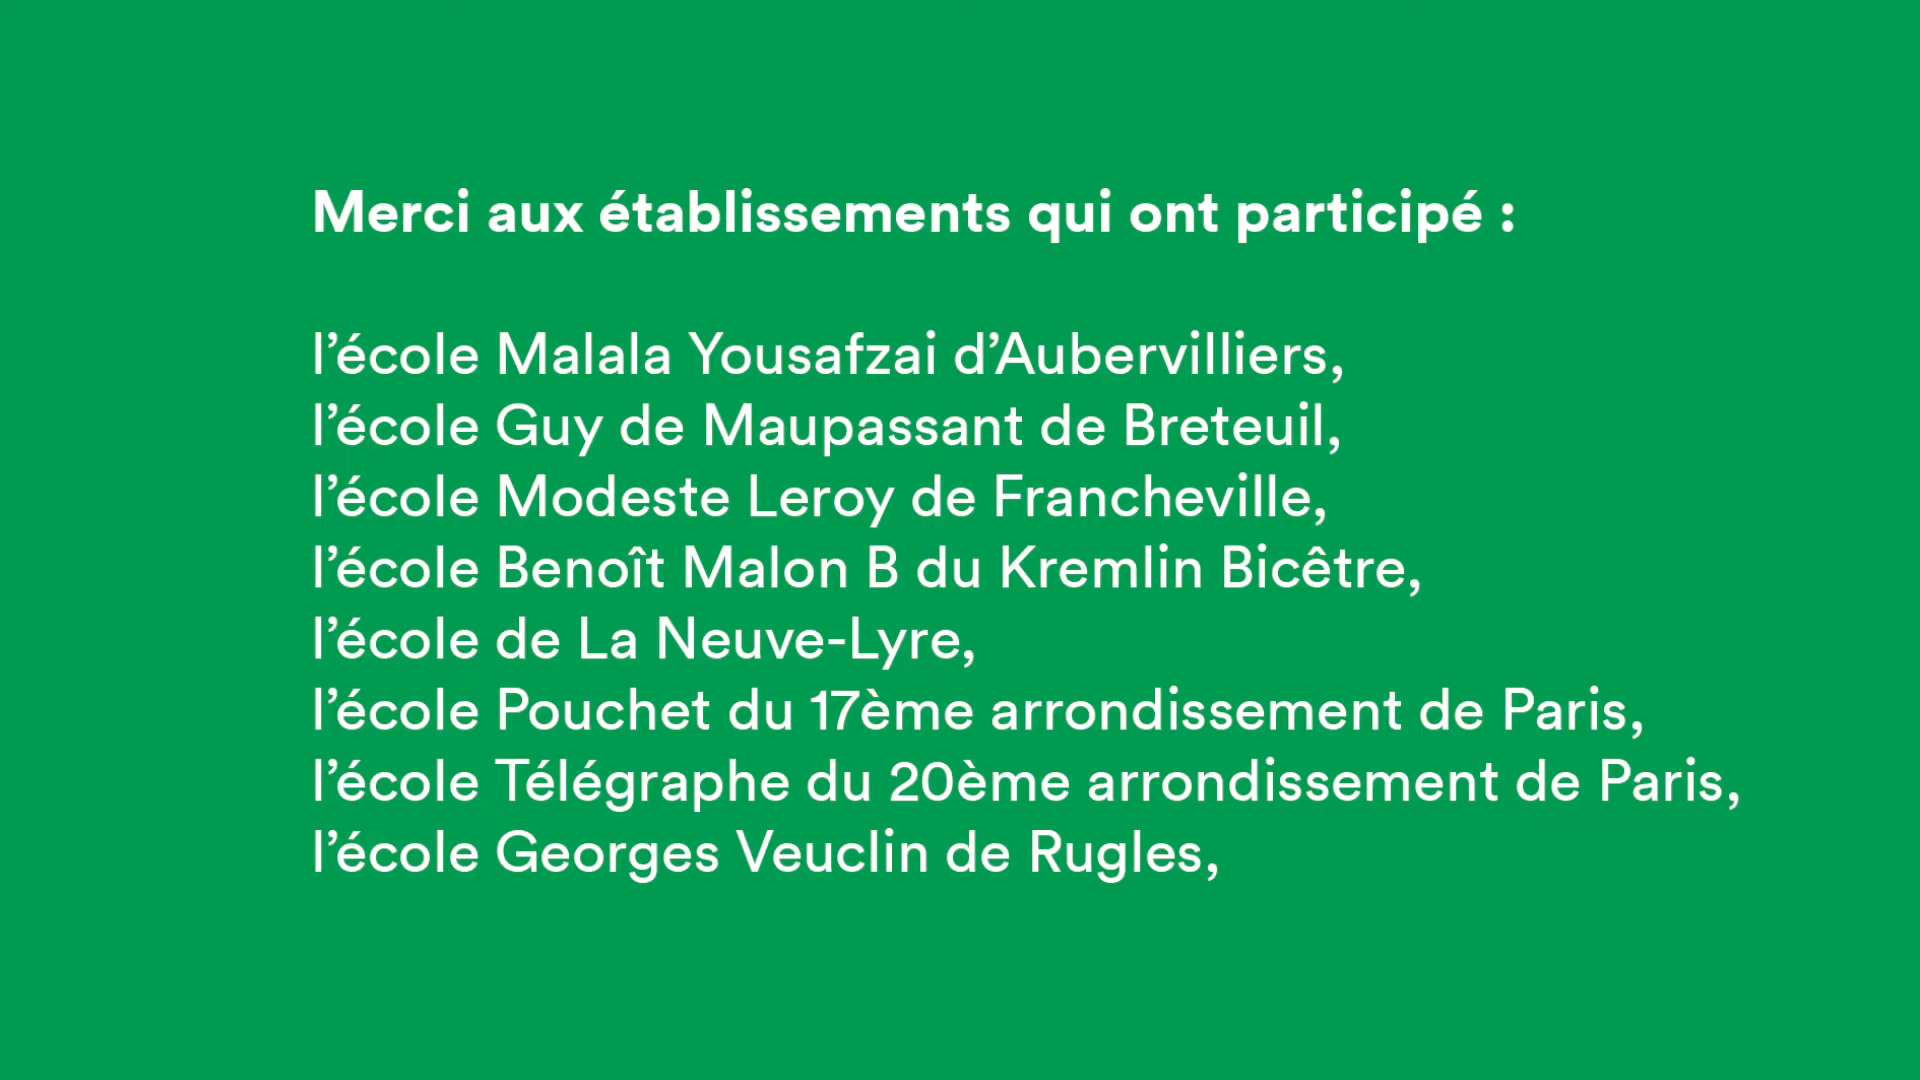 Merci aux établissements qui ont participé :
l’école Malala Yousafzai d’Aubervilliers,
l’école Guy de Maupassant de Breteuil,
l’école Modeste Leroy de Francheville,
l’école Benoît Malon B du Kremlin Bicêtre,
l’école de La Neuve-Lyre,
l’école Pouchet du 17ème arrondissement de Paris,
l’école Télégraphe du 20ème arrondissement de Paris,
l’école Georges Veuclin de Rugles,